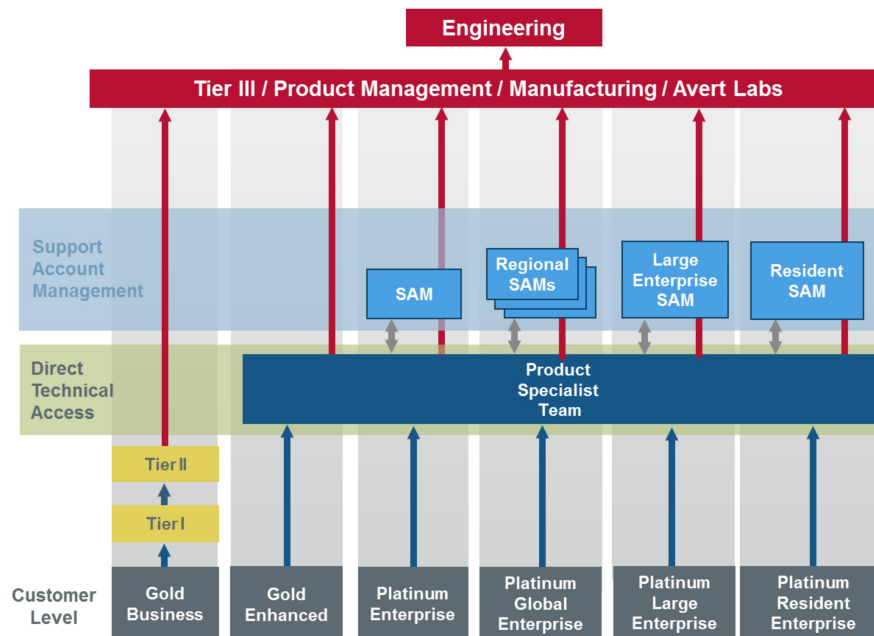 Engineering
Tier III / Product Management / Manufacturing / Avert Labs
Support
Account
Management
SAM
Regional
SAMs
Large
Enterprise
SAM
Resident
SAM
Direct
Technical
Access
Product
Specialist
Team
Tier II
Tier I
Customer
Level
Gold
Business
Gold
Enhanced
Platinum
Enterprise
Platinum
Global
Enterprise
Platinum
Large
Enterprise
Platinum
Resident
Enterprise